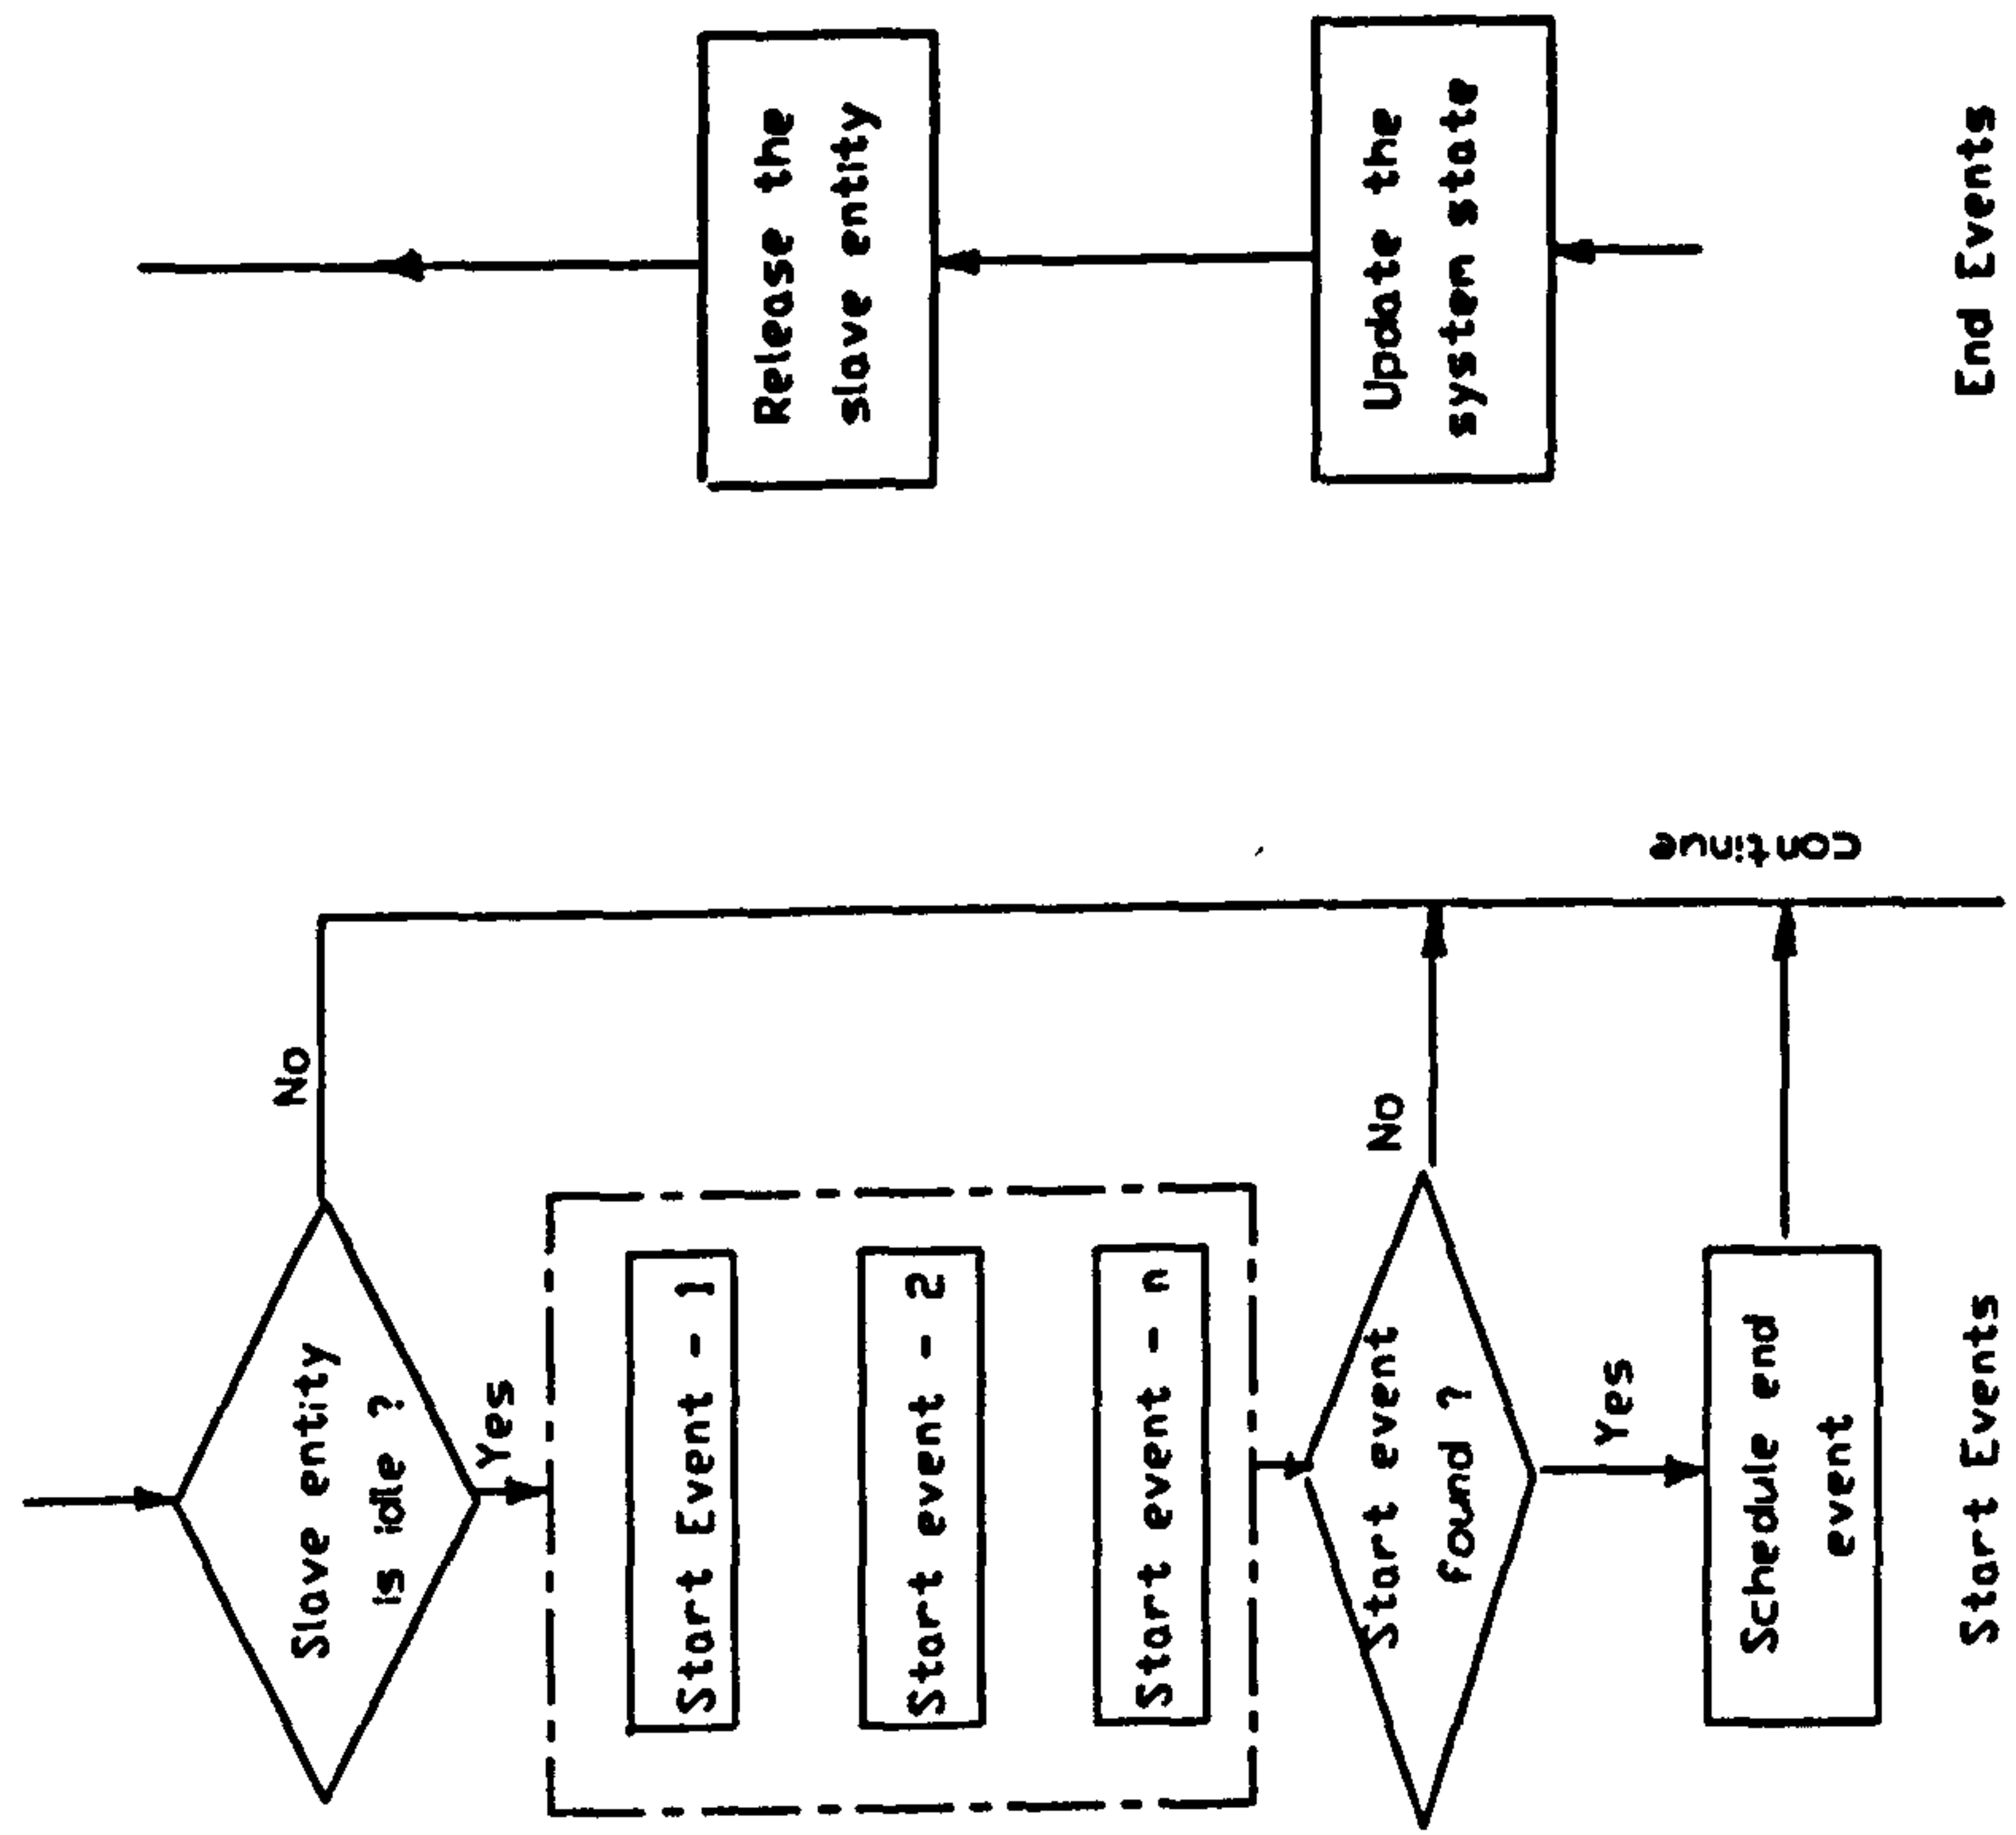 Slave entity
is idle ?
No
Yes
Start Event - 1
Start event - 2
Start event - n
Start event
found ?
No
Yes
Schedule end
event
continue
Start Events
Release the
slave entity
Update the
system state
End Events